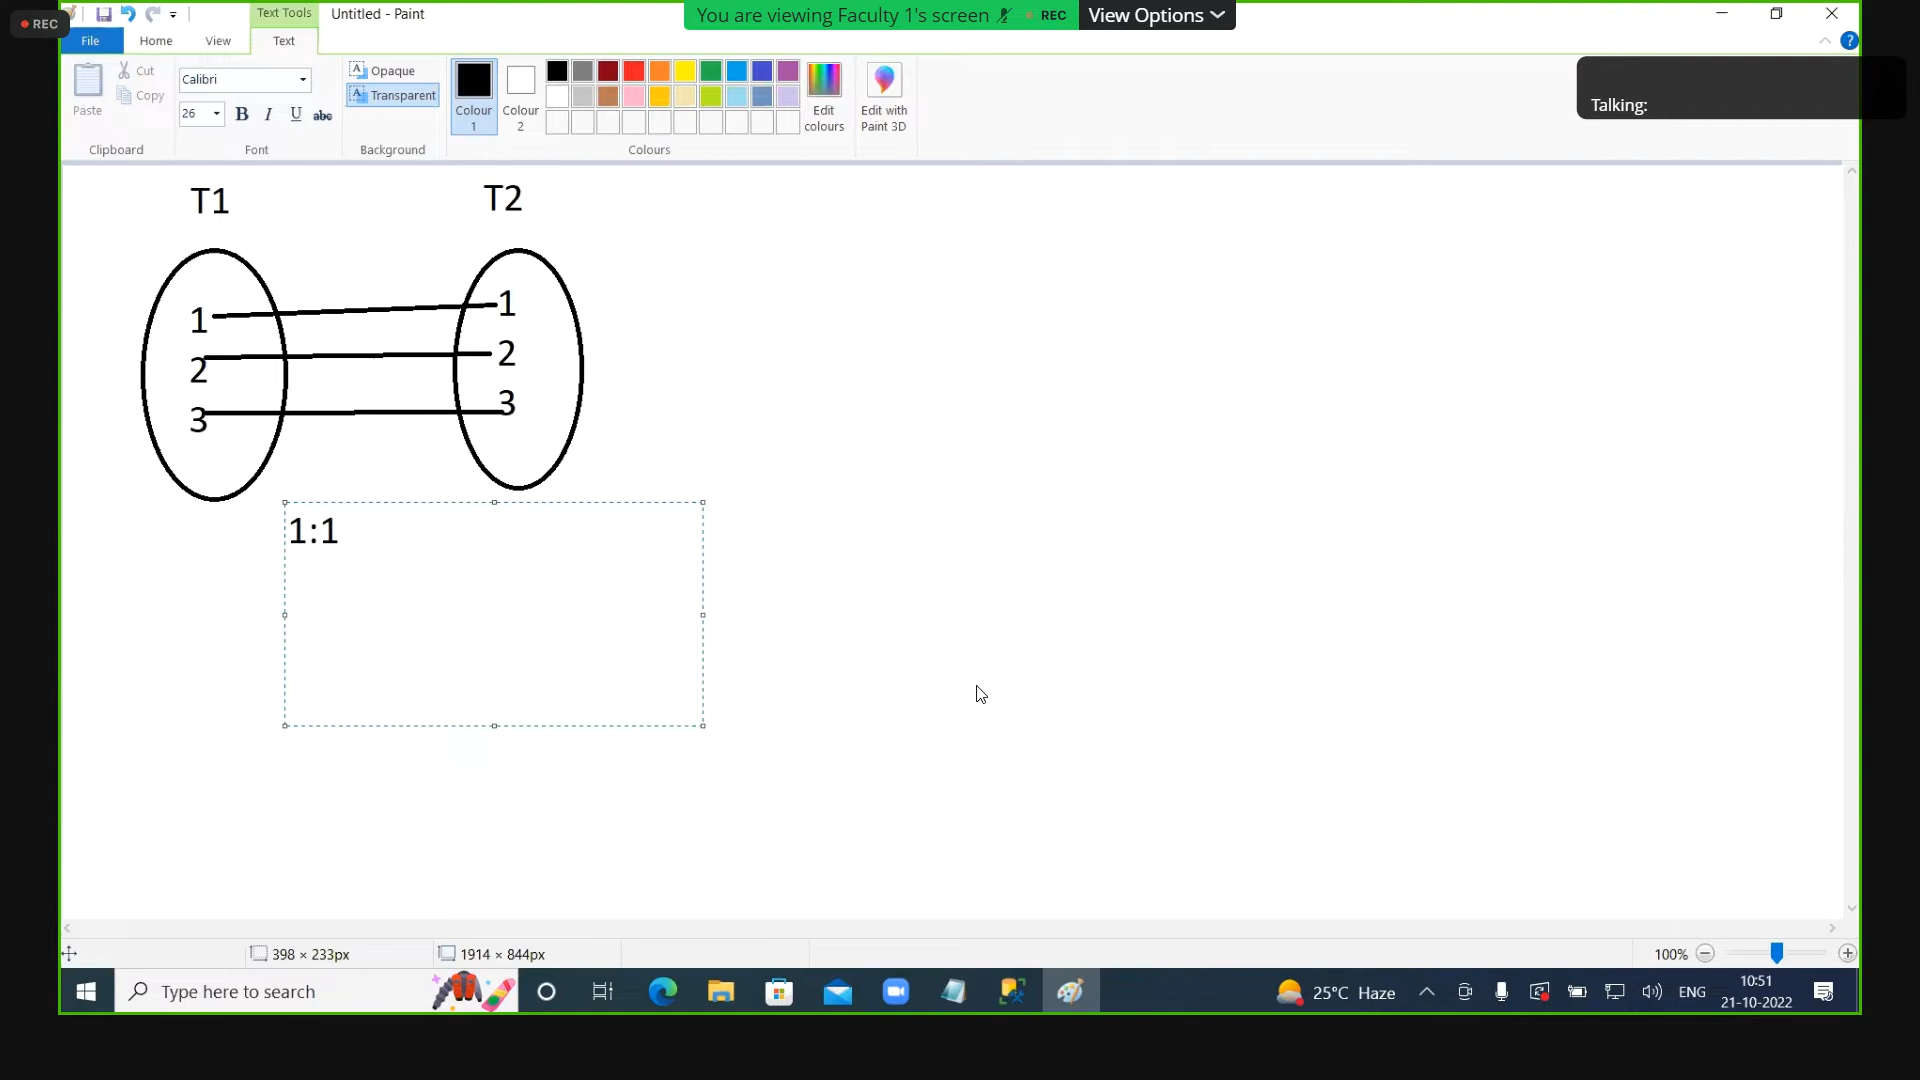 REC
Text Tools
Untitled - Paint
You are viewing Faculty 1's screen
REC
View Options
File
Home
View
Text
Paste
Cut
Copy
Calibri
26
B I U abc
Opaque
Transparent
Colour 1
Colour 2
Edit colours
Edit with Paint 3D
Talking:
Clipboard
Font
Background
Colours
T1
T2
1
2
3
1
2
3
1:1
398 × 233px
1914 × 844px
100%
Type here to search
25°C Haze
ENG
10:51
21-10-2022